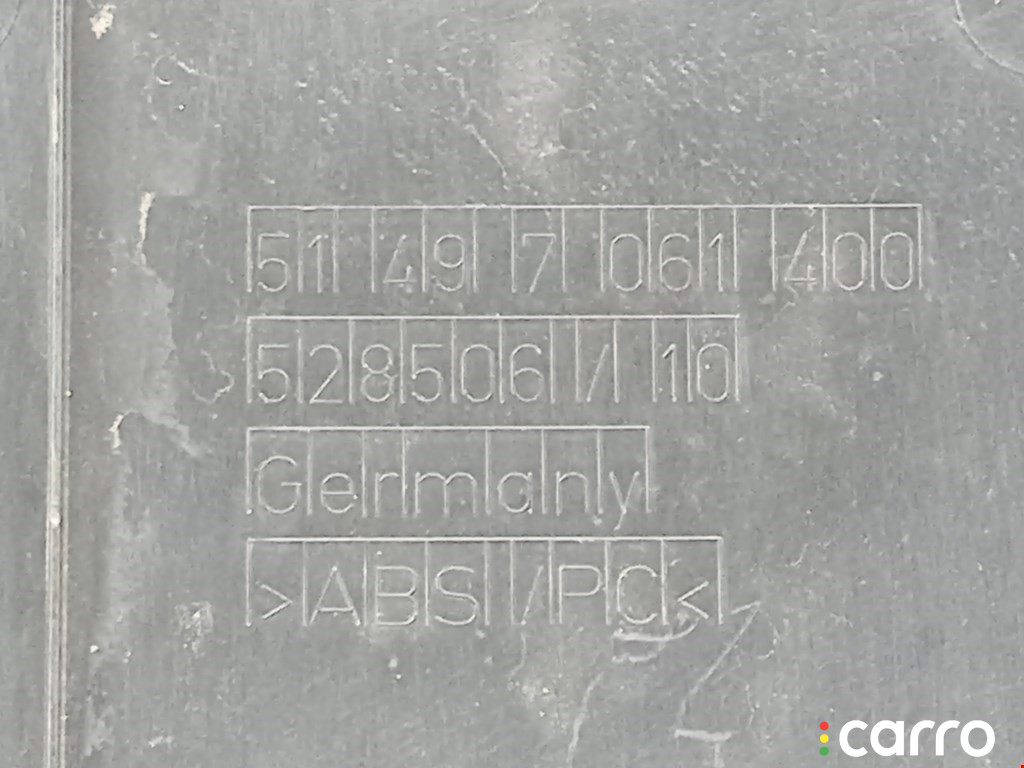 51 49 7 061 400
528506 / 10
Germany
>ABS/PC<
carro